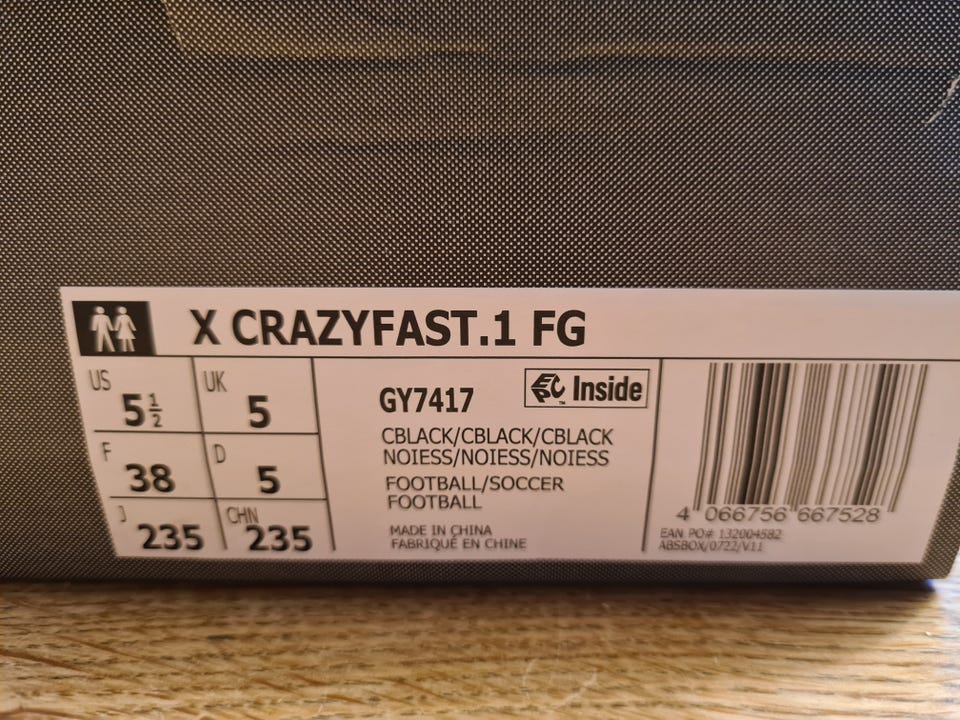 X CRAZYFAST.1 FG
US 5½
UK 5
F 38
D 5
J 235
CHN 235
GY7417
Inside
CBLACK/CBLACK/CBLACK
NOIESS/NOIESS/NOIESS
FOOTBALL/SOCCER
FOOTBALL
MADE IN CHINA
FABRIQUÉ EN CHINE
4 066756 667528
EAN PO# 132004582
ABSBOX/0722/V11